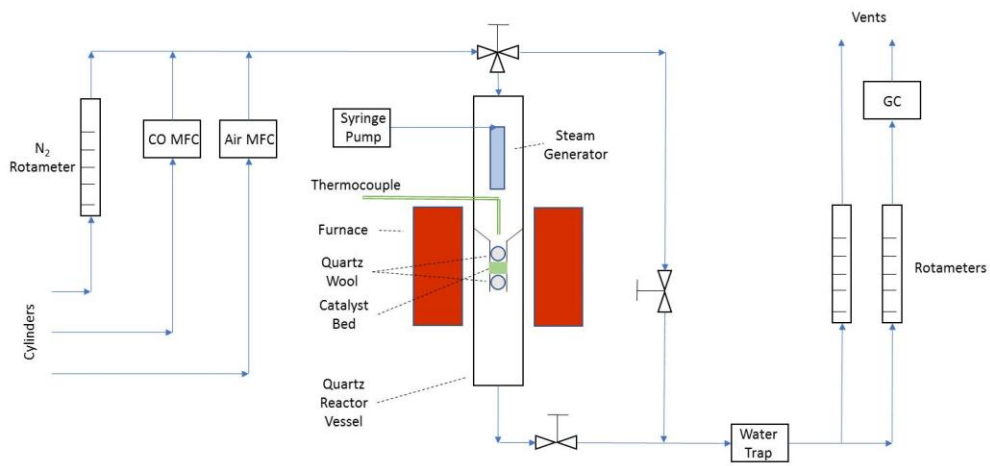 Vents
GC
Syringe
Pump
Steam
Generator
CO MFC
Air MFC
N2
Rotameter
Thermocouple
Furnace
Quartz
Wool
Catalyst
Bed
Rotameters
Cylinders
Quartz
Reactor
Vessel
Water
Trap